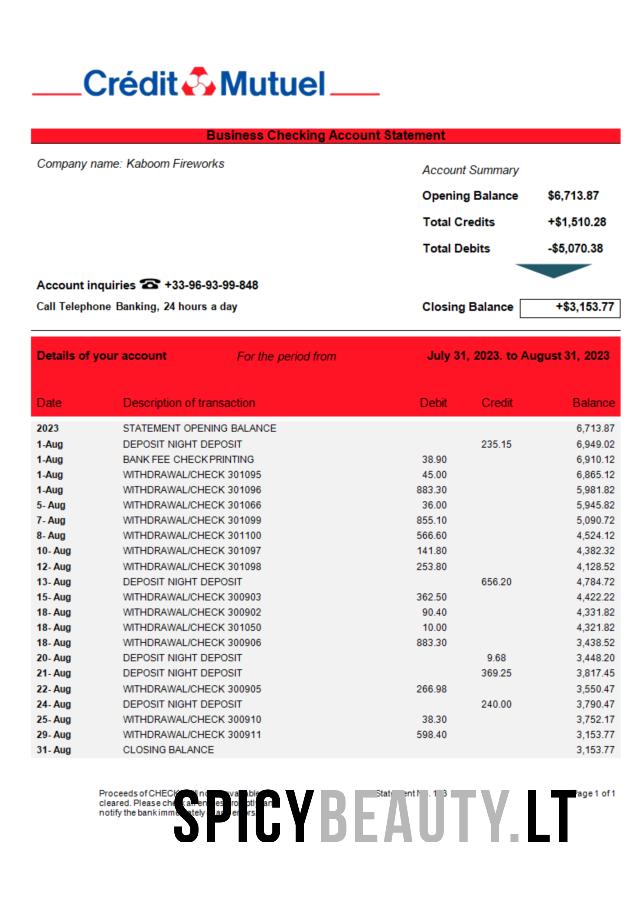 Crédit Mutuel
Business Checking Account Statement
Company name: Kaboom Fireworks
Account Summary
Opening Balance $6,713.87
Total Credits +$1,510.28
Total Debits -$5,070.38
Account inquiries ☎ +33-96-93-99-848
Call Telephone Banking, 24 hours a day
Closing Balance +$3,153.77
Details of your account For the period from July 31, 2023. to August 31, 2023
Date Description of transaction Debit Credit Balance
2023 STATEMENT OPENING BALANCE 6,713.87
1-Aug DEPOSIT NIGHT DEPOSIT 235.15 6,949.02
1-Aug BANK FEE CHECK PRINTING 38.90 6,910.12
1-Aug WITHDRAWAL/CHECK 301095 45.00 6,865.12
1-Aug WITHDRAWAL/CHECK 301096 883.30 5,981.82
5- Aug WITHDRAWAL/CHECK 301066 36.00 5,945.82
7- Aug WITHDRAWAL/CHECK 301099 855.10 5,090.72
8- Aug WITHDRAWAL/CHECK 301100 566.60 4,524.12
10- Aug WITHDRAWAL/CHECK 301097 141.80 4,382.32
12- Aug WITHDRAWAL/CHECK 301098 253.80 4,128.52
13- Aug DEPOSIT NIGHT DEPOSIT 656.20 4,784.72
15- Aug WITHDRAWAL/CHECK 300903 362.50 4,422.22
18- Aug WITHDRAWAL/CHECK 300902 90.40 4,331.82
18- Aug WITHDRAWAL/CHECK 301050 10.00 4,321.82
18- Aug WITHDRAWAL/CHECK 300906 883.30 3,438.52
20- Aug DEPOSIT NIGHT DEPOSIT 9.68 3,448.20
21- Aug DEPOSIT NIGHT DEPOSIT 369.25 3,817.45
22- Aug WITHDRAWAL/CHECK 300905 266.98 3,550.47
24- Aug DEPOSIT NIGHT DEPOSIT 240.00 3,790.47
25- Aug WITHDRAWAL/CHECK 300910 38.30 3,752.17
29- Aug WITHDRAWAL/CHECK 300911 598.40 3,153.77
31- Aug CLOSING BALANCE 3,153.77
Proceeds of Page 1 of 1
cleared. Please
notify the bank
SPICYBEAUTY.LT